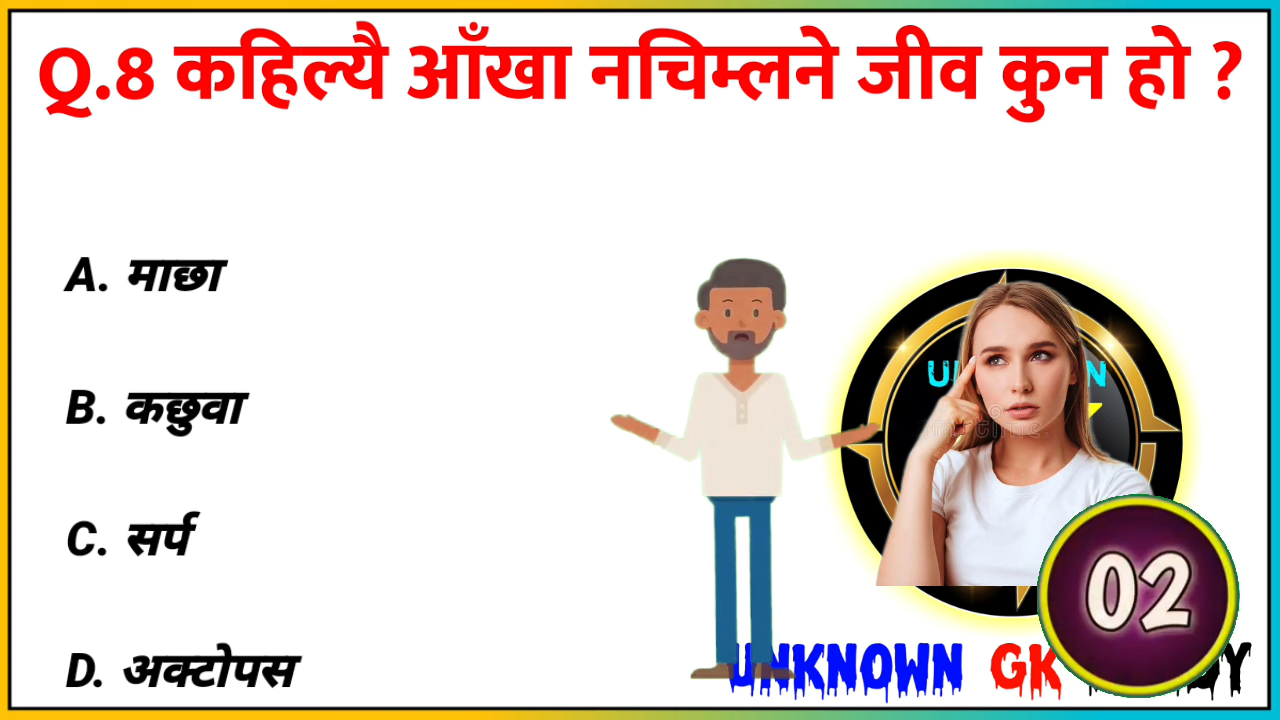 Q.8 कहिल्यै आँखा नचिम्लने जीव कुन हो ?
A. माछा
B. कछुवा
C. सर्प
D. अक्टोपस
02
UNKNOWN GK